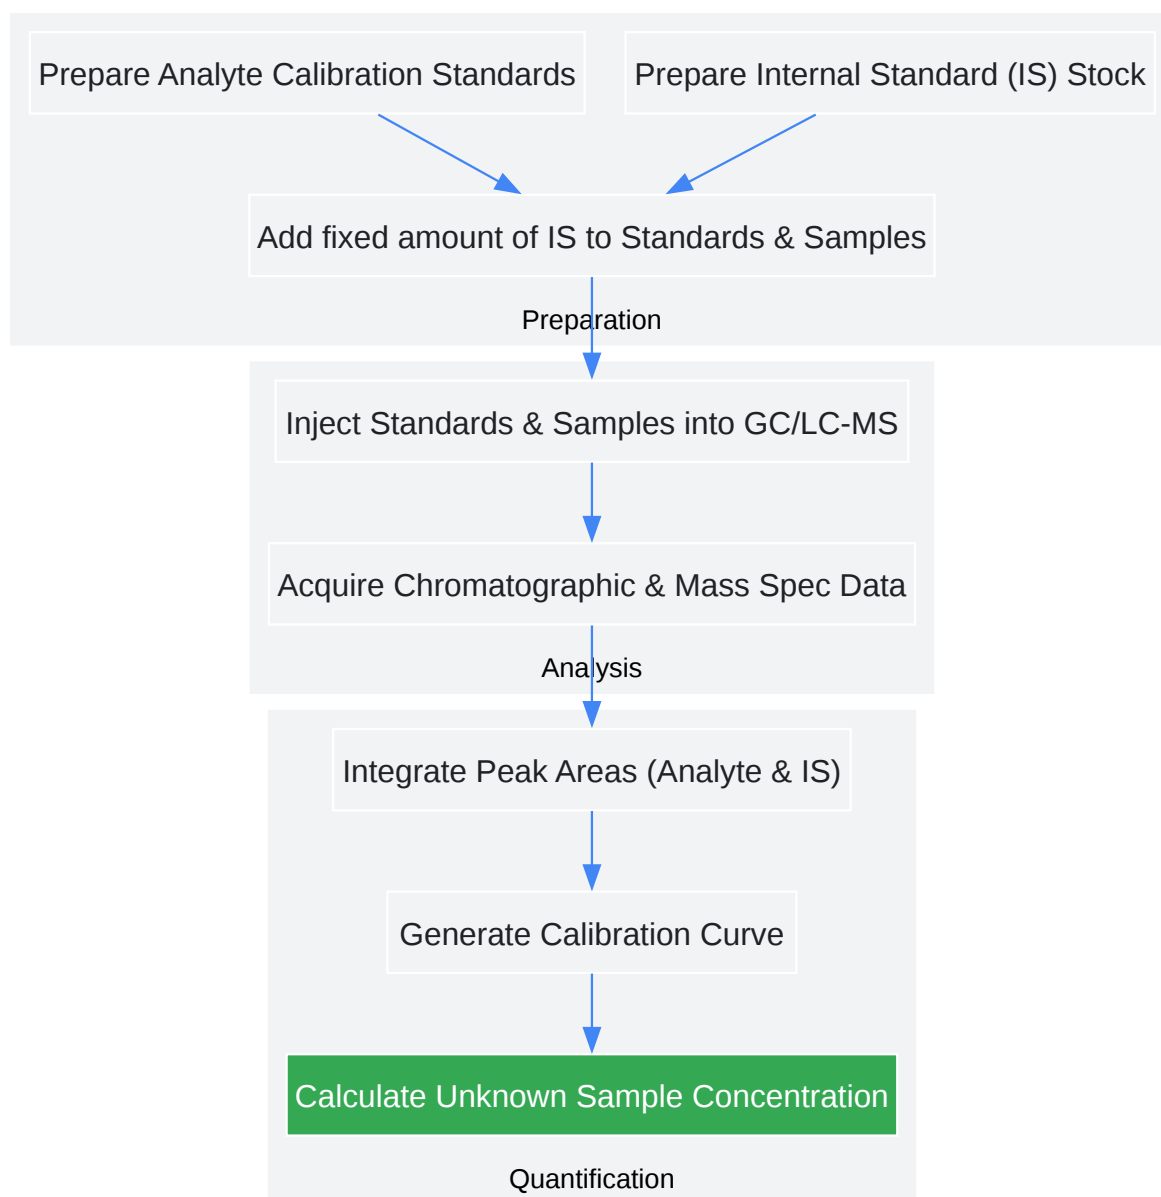 Prepare Analyte Calibration Standards
Prepare Internal Standard (IS) Stock
Add fixed amount of IS to Standards & Samples
Preparation
Inject Standards & Samples into GC/LC-MS
Acquire Chromatographic & Mass Spec Data
Analysis
Integrate Peak Areas (Analyte & IS)
Generate Calibration Curve
Calculate Unknown Sample Concentration
Quantification